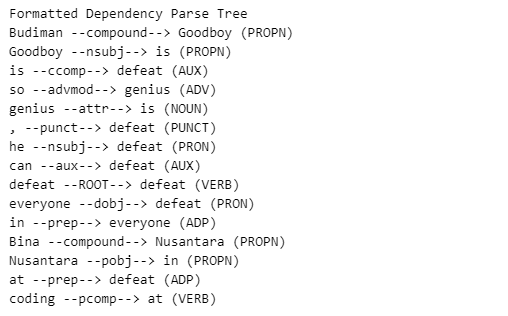 Formatted Dependency Parse Tree
Budiman --compound--> Goodboy (PROPN)
Goodboy --nsubj--> is (PROPN)
is --ccomp--> defeat (AUX)
so --advmod--> genius (ADV)
genius --attr--> is (NOUN)
, --punct--> defeat (PUNCT)
he --nsubj--> defeat (PRON)
can --aux--> defeat (AUX)
defeat --ROOT--> defeat (VERB)
everyone --dobj--> defeat (PRON)
in --prep--> everyone (ADP)
Bina --compound--> Nusantara (PROPN)
Nusantara --pobj--> in (PROPN)
at --prep--> defeat (ADP)
coding --pcomp--> at (VERB)